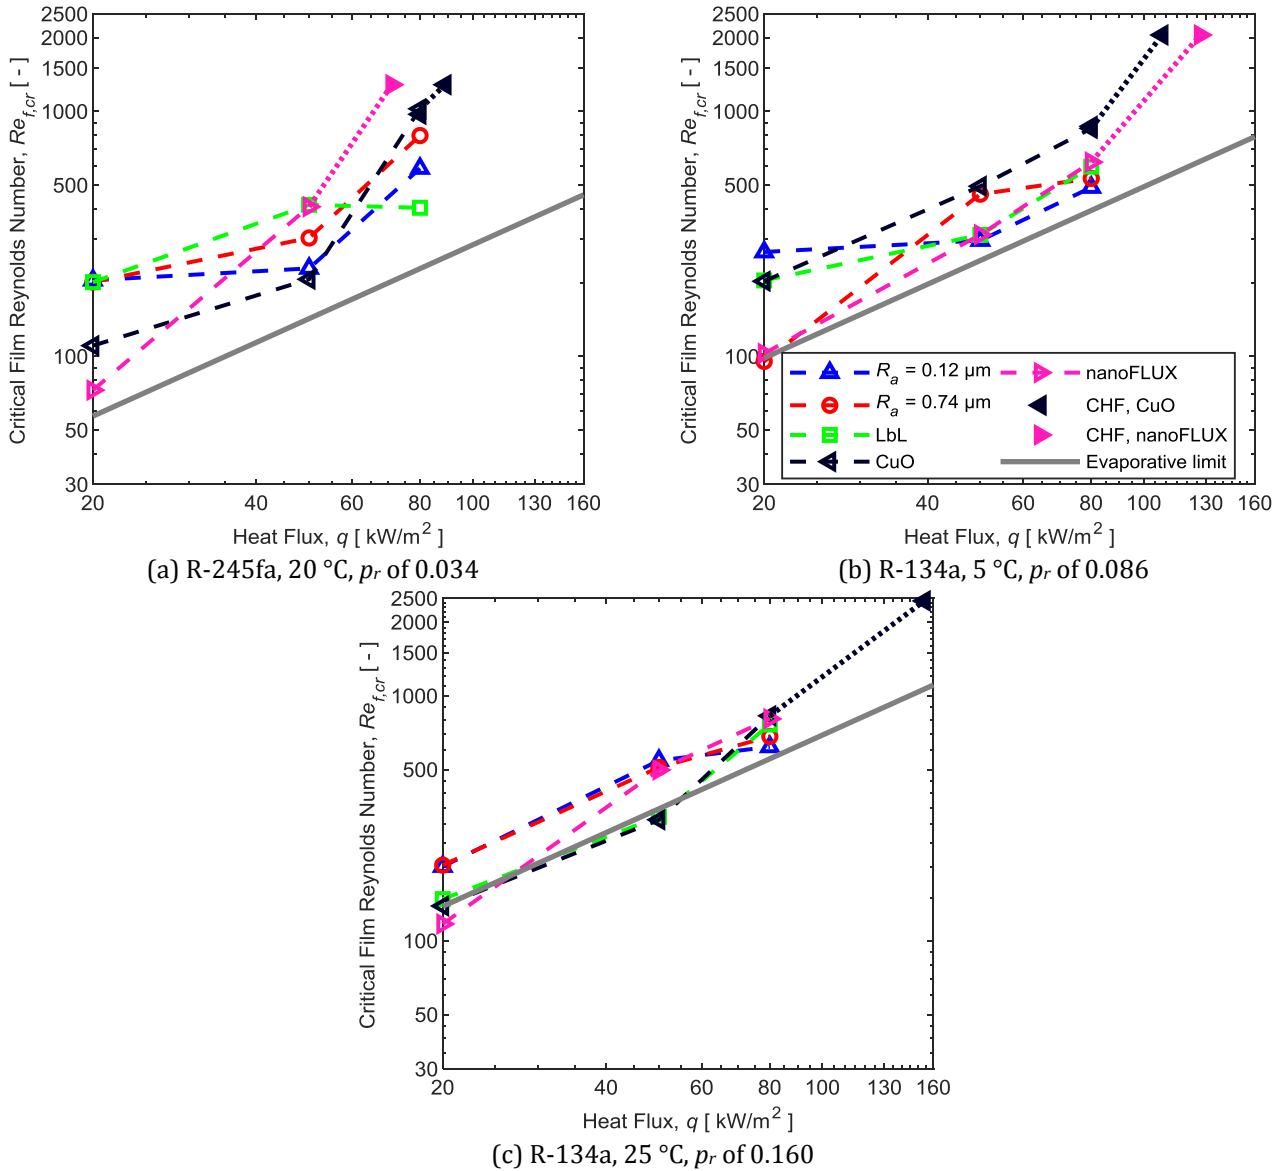 2500
2000
1500
1000
500
100
50
30
20
40
60
80
100
130
160
Critical Film Reynolds Number, Re_f,cr [ - ]
Heat Flux, q [ kW/m² ]
(a) R-245fa, 20 °C, pr of 0.034
2500
2000
1500
1000
500
100
50
30
20
40
60
80
100
130
160
Critical Film Reynolds Number, Re_f,cr [ - ]
Heat Flux, q [ kW/m² ]
R_a = 0.12 µm
R_a = 0.74 µm
LbL
CuO
nanoFLUX
CHF, CuO
CHF, nanoFLUX
Evaporative limit
(b) R-134a, 5 °C, pr of 0.086
2500
2000
1500
1000
500
100
50
30
20
40
60
80
100
130
160
Critical Film Reynolds Number, Re_f,cr [ - ]
Heat Flux, q [ kW/m² ]
(c) R-134a, 25 °C, pr of 0.160